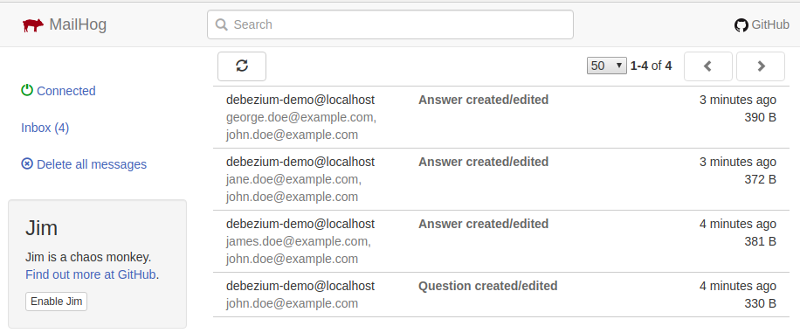 MailHog
Search
GitHub
50 1-4 of 4
Connected
Inbox (4)
Delete all messages
Jim
Jim is a chaos monkey.
Find out more at GitHub.
Enable Jim
debezium-demo@localhost Answer created/edited 3 minutes ago
george.doe@example.com, 390 B
john.doe@example.com
debezium-demo@localhost Answer created/edited 3 minutes ago
jane.doe@example.com, 372 B
john.doe@example.com
debezium-demo@localhost Answer created/edited 4 minutes ago
james.doe@example.com, 381 B
john.doe@example.com
debezium-demo@localhost Question created/edited 4 minutes ago
john.doe@example.com 330 B